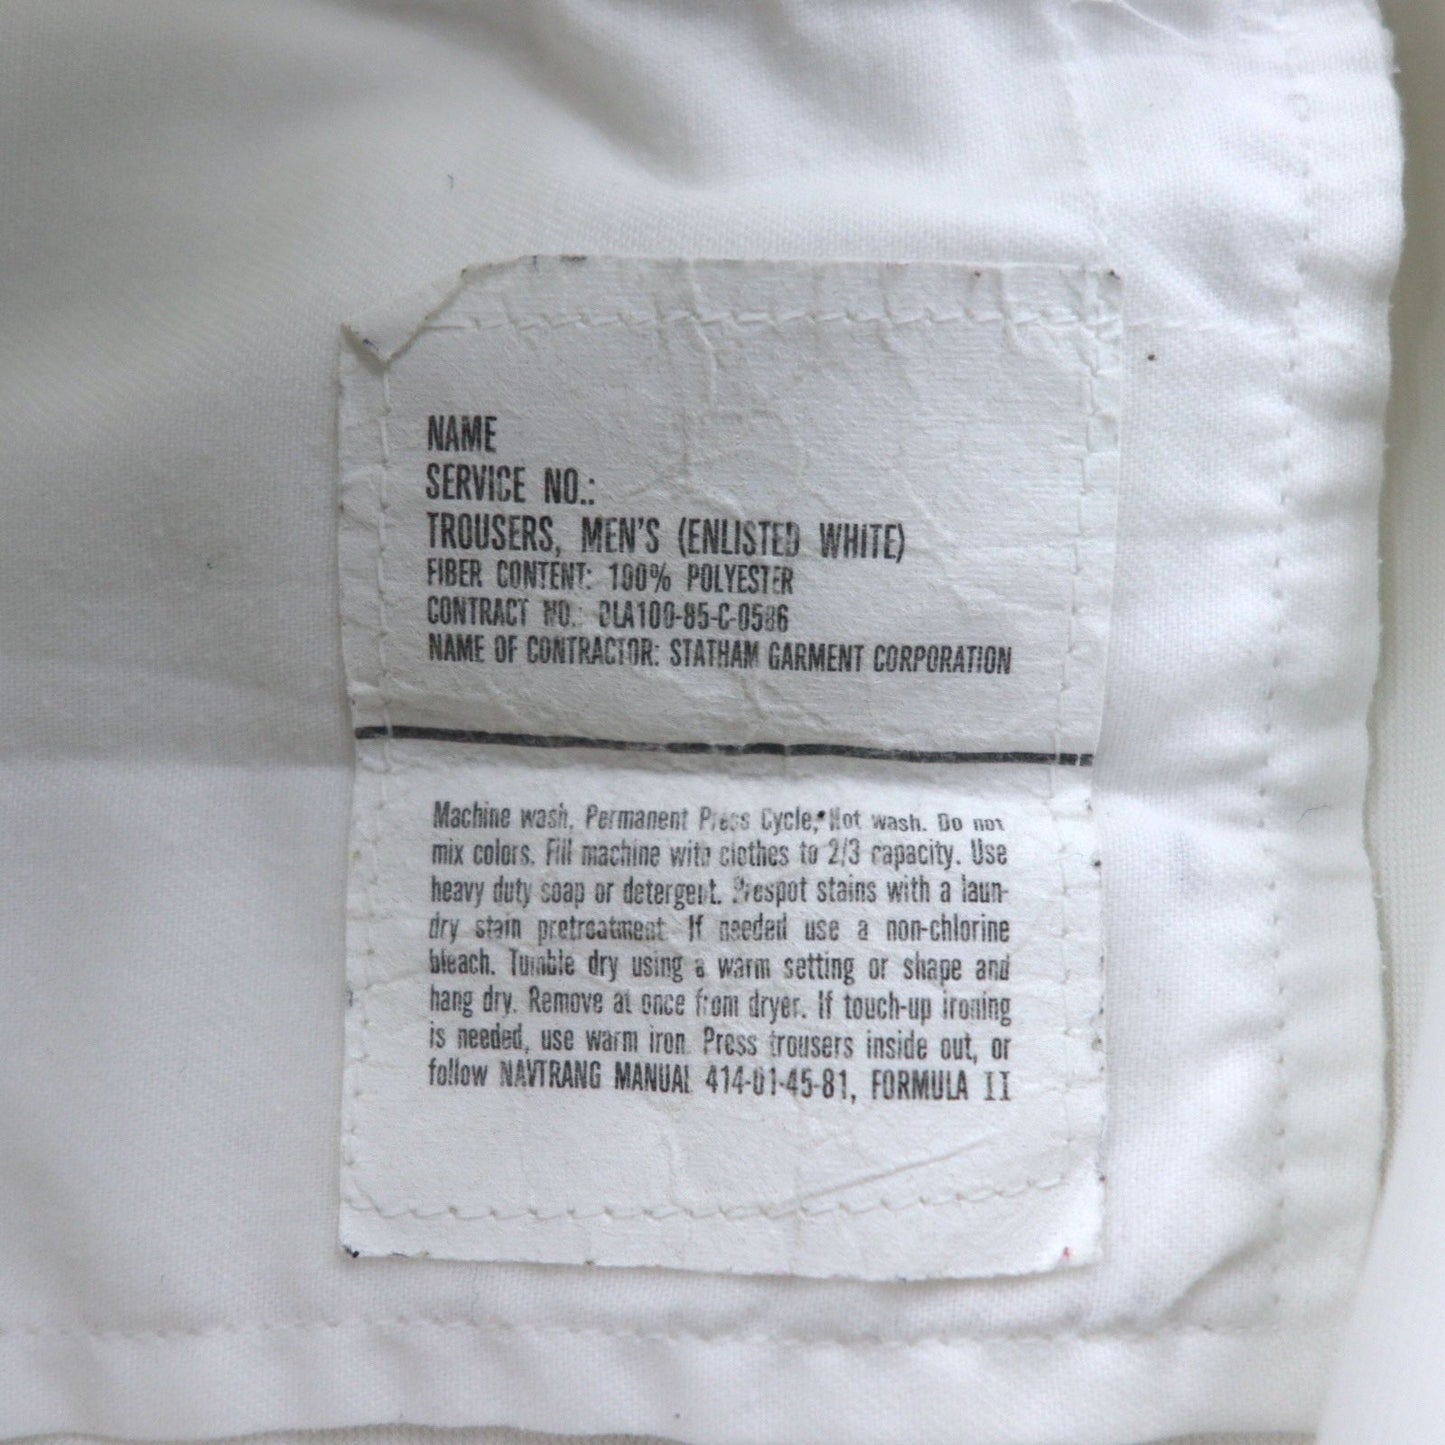 NAME
SERVICE NO.:
TROUSERS, MEN'S (ENLISTED WHITE)
FIBER CONTENT: 100% POLYESTER
CONTRACT NO.: DLA100-85-C-0586
NAME OF CONTRACTOR: STATHAM GARMENT CORPORATION
Machine wash. Permanent Press Cycle, Hot wash. Do not
mix colors. Fill machine with clothes to 2/3 capacity. Use
heavy duty soap or detergent. Prespot stains with a laun-
dry stain pretreatment. If needed use a non-chlorine
bleach. Tumble dry using a warm setting or shape and
hang dry. Remove at once from dryer. If touch-up ironing
is needed, use warm iron. Press trousers inside out, or
follow NAVTRANG MANUAL 414-01-45-81, FORMULA II